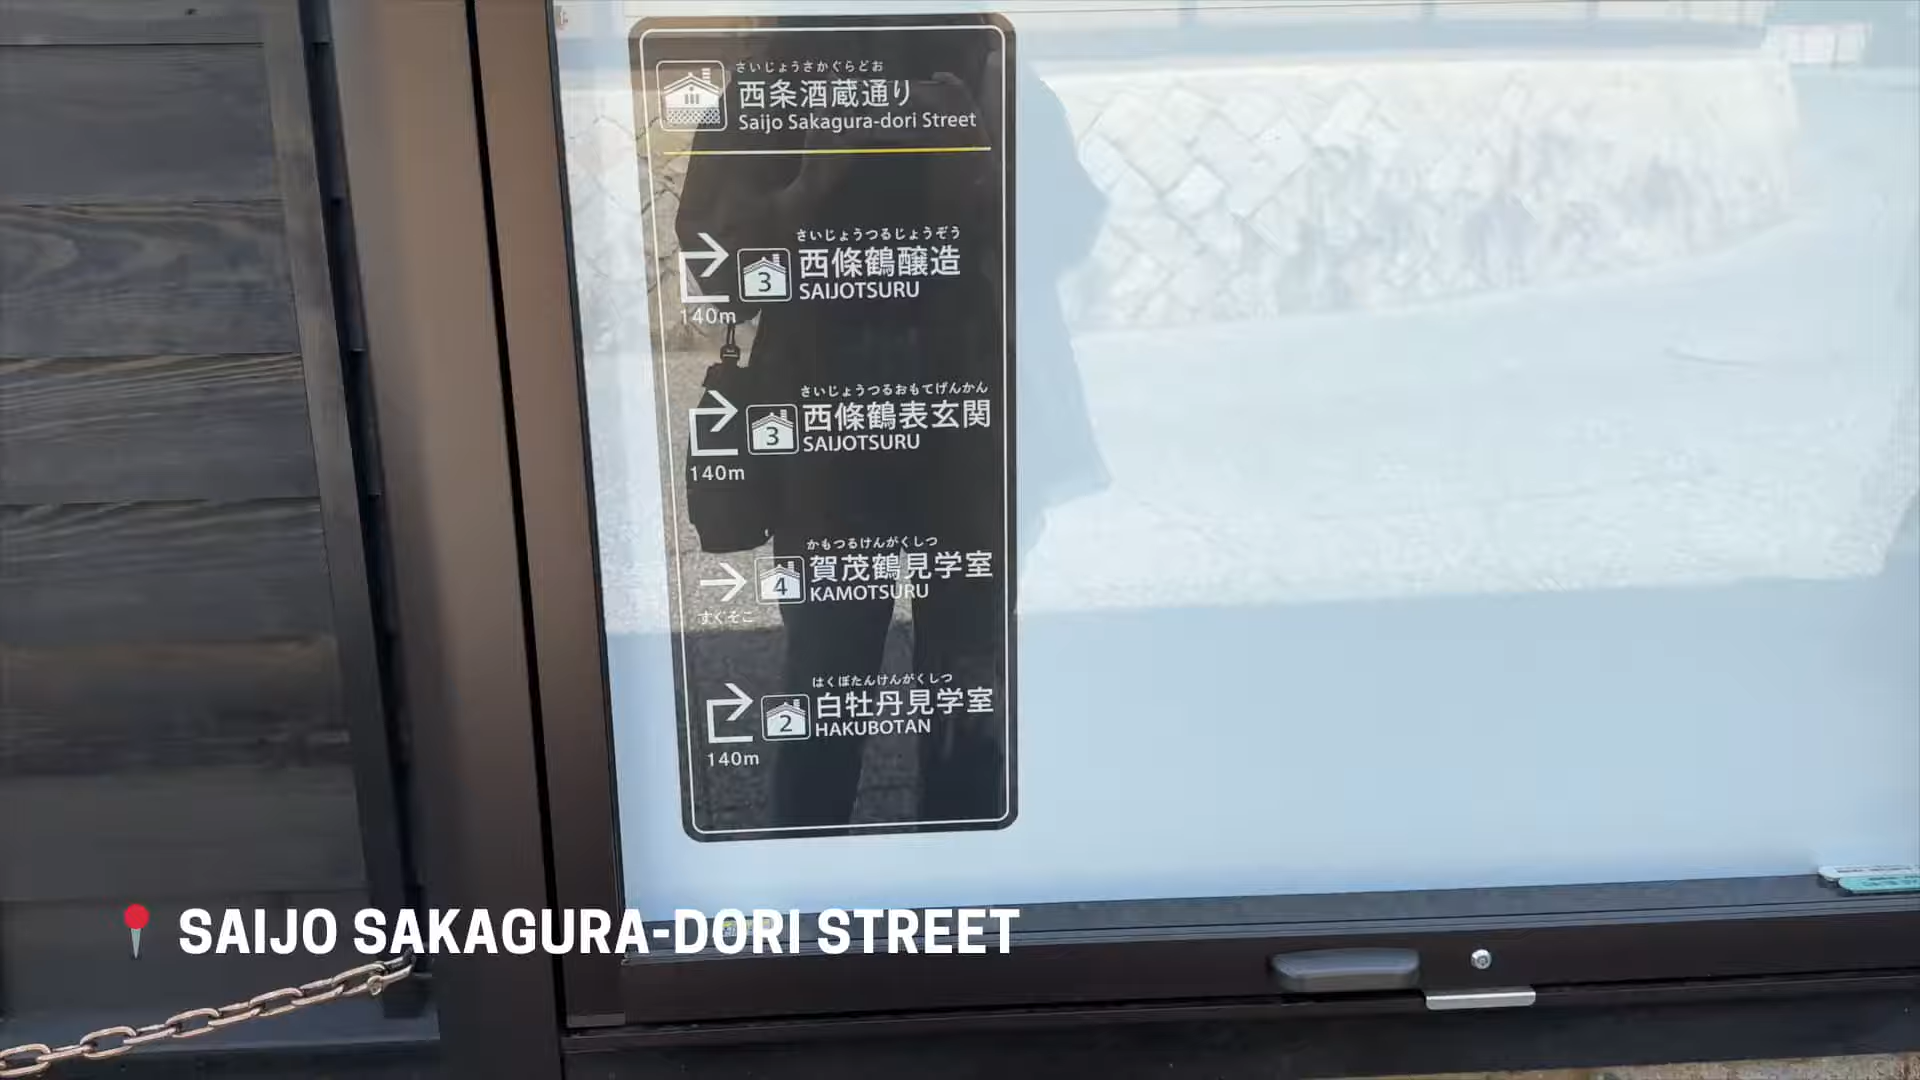 さいじょうさかぐらどお
西条酒蔵通り
Saijo Sakagura-dori Street
さいじょうつるじょうぞう
3 西條鶴醸造
SAIJOTSURU
140m
さいじょうつるおもてげんかん
3 西條鶴表玄関
SAIJOTSURU
140m
かもつるけんがくしつ
4 賀茂鶴見学室
KAMOTSURU
すぐそこ
はくぼたんけんがくしつ
2 白牡丹見学室
HAKUBOTAN
140m
SAIJO SAKAGURA-DORI STREET